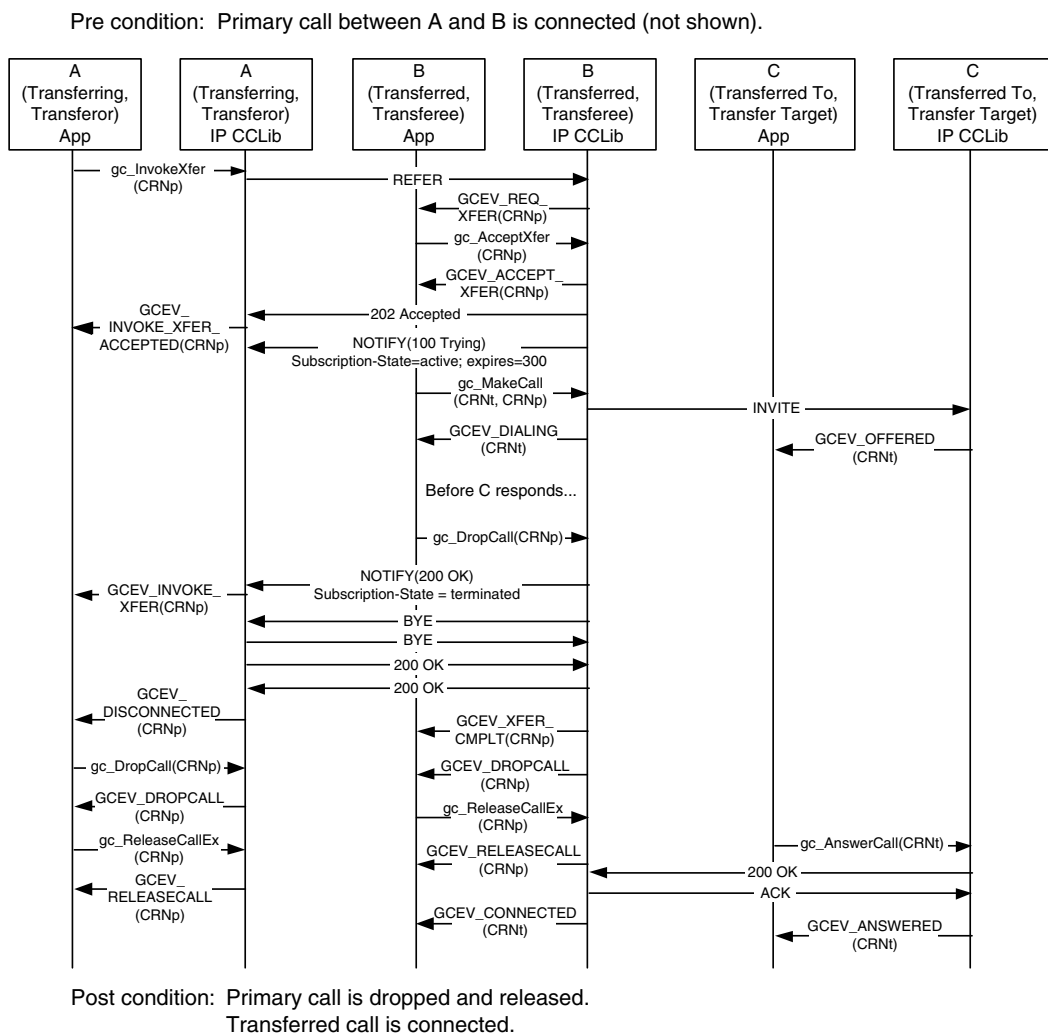 Pre condition: Primary call between A and B is connected (not shown).
A
(Transferring,
Transferor)
App
A
(Transferring,
Transferor)
IP CCLib
B
(Transferred,
Transferee)
App
B
(Transferred,
Transferee)
IP CCLib
C
(Transferred To,
Transfer Target)
App
C
(Transferred To,
Transfer Target)
IP CCLib
gc_InvokeXfer
(CRNp)
REFER
GCEV_REQ_
XFER(CRNp)
gc_AcceptXfer
(CRNp)
GCEV_ACCEPT_
XFER(CRNp)
202 Accepted
GCEV_
INVOKE_XFER_
ACCEPTED(CRNp)
NOTIFY(100 Trying)
Subscription-State=active; expires=300
gc_MakeCall
(CRNt, CRNp)
INVITE
GCEV_DIALING
(CRNt)
GCEV_OFFERED
(CRNt)
Before C responds...
gc_DropCall(CRNp)
NOTIFY(200 OK)
Subscription-State = terminated
GCEV_INVOKE_
XFER(CRNp)
BYE
BYE
200 OK
200 OK
GCEV_
DISCONNECTED
(CRNp)
GCEV_XFER_
CMPLT(CRNp)
gc_DropCall(CRNp)
GCEV_DROPCALL
(CRNp)
GCEV_DROPCALL
(CRNp)
gc_ReleaseCallEx
(CRNp)
gc_ReleaseCallEx
(CRNp)
gc_AnswerCall(CRNt)
GCEV_RELEASECALL
(CRNp)
200 OK
GCEV_
RELEASECALL
(CRNp)
ACK
GCEV_CONNECTED
(CRNt)
GCEV_ANSWERED
(CRNt)
Post condition: Primary call is dropped and released.
Transferred call is connected.